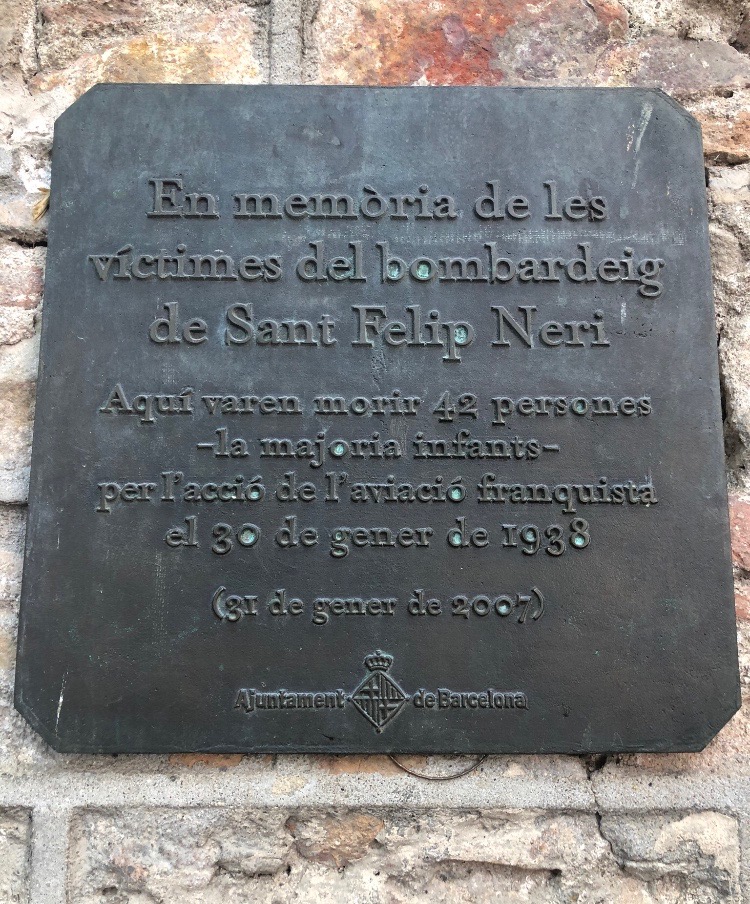 En memòria de les
víctimes del bombardeig
de Sant Felip Neri
Aquí varen morir 42 persones
-la majoria infants-
per l'acció de l'aviació franquista
el 30 de gener de 1938
(31 de gener de 2007)
Ajuntament de Barcelona